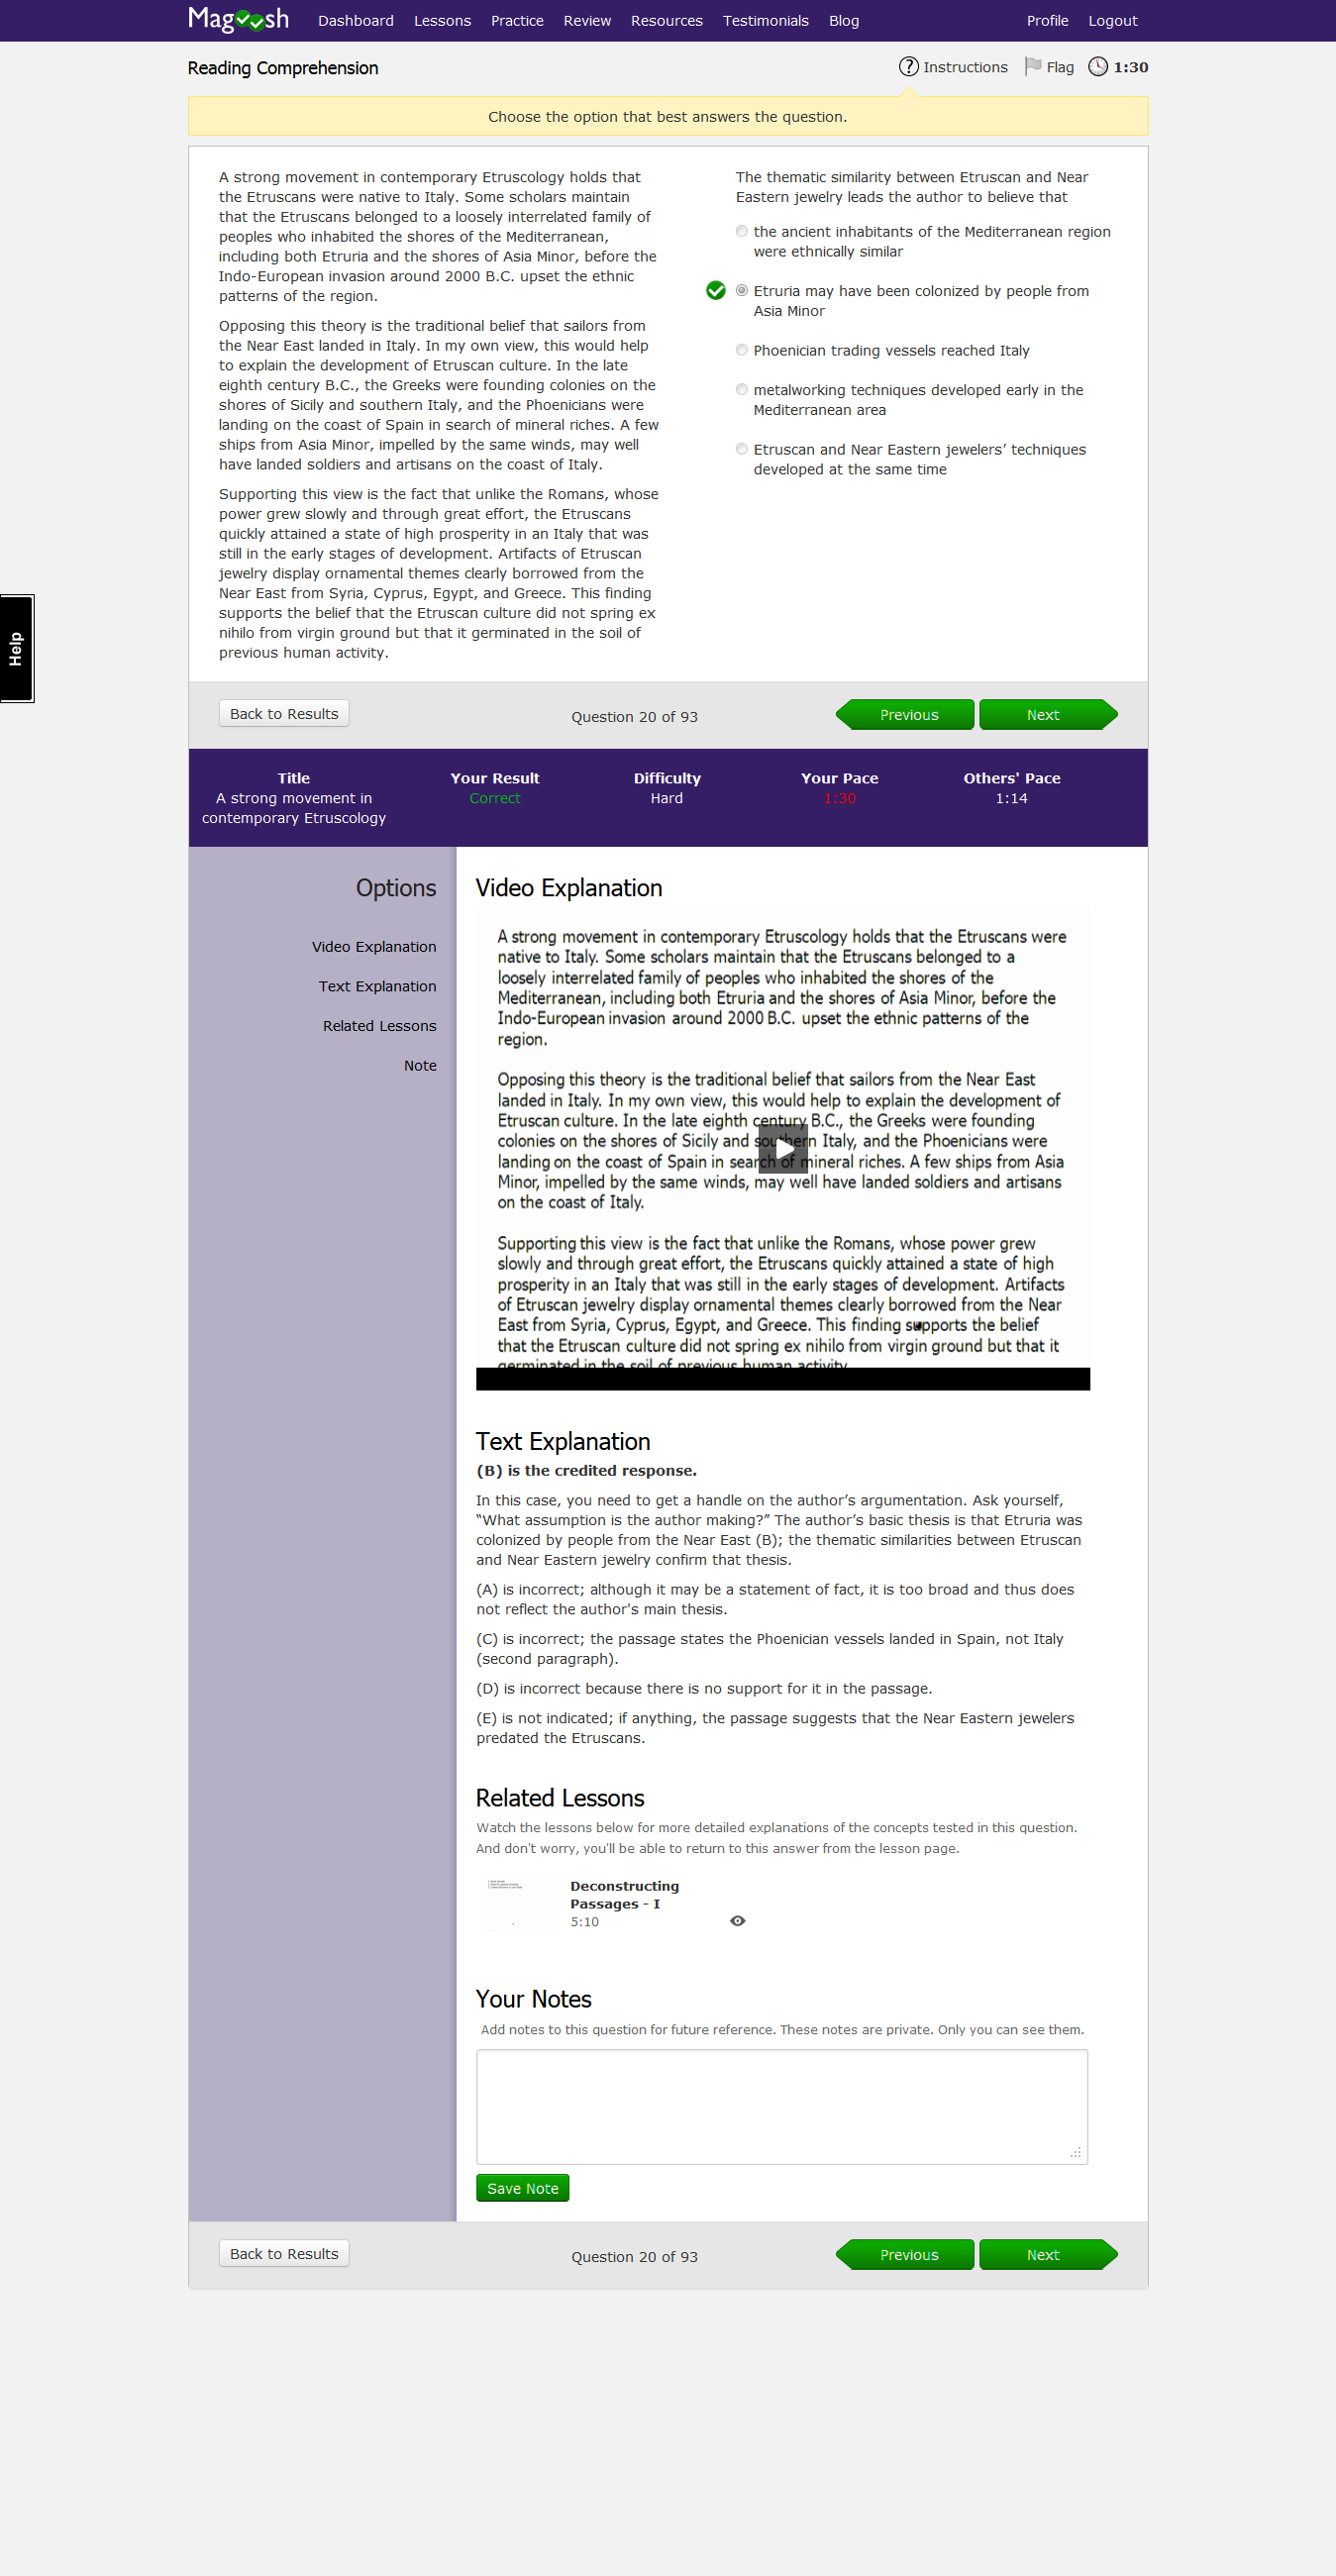 Magoosh
Dashboard Lessons Practice Review Resources Testimonials Blog Profile Logout
Reading Comprehension
? Instructions Flag 1:30
Choose the option that best answers the question.
A strong movement in contemporary Etruscology holds that
the Etruscans were native to Italy. Some scholars maintain
that the Etruscans belonged to a loosely interrelated family of
peoples who inhabited the shores of the Mediterranean,
including both Etruria and the shores of Asia Minor, before the
Indo-European invasion around 2000 B.C. upset the ethnic
patterns of the region.
Opposing this theory is the traditional belief that sailors from
the Near East landed in Italy. In my own view, this would help
to explain the development of Etruscan culture. In the late
eighth century B.C., the Greeks were founding colonies on the
shores of Sicily and southern Italy, and the Phoenicians were
landing on the coast of Spain in search of mineral riches. A few
ships from Asia Minor, impelled by the same winds, may well
have landed soldiers and artisans on the coast of Italy.
Supporting this view is the fact that unlike the Romans, whose
power grew slowly and through great effort, the Etruscans
quickly attained a state of high prosperity in an Italy that was
still in the early stages of development. Artifacts of Etruscan
jewelry display ornamental themes clearly borrowed from the
Near East from Syria, Cyprus, Egypt, and Greece. This finding
supports the belief that the Etruscan culture did not spring ex
nihilo from virgin ground but that it germinated in the soil of
previous human activity.
The thematic similarity between Etruscan and Near
Eastern jewelry leads the author to believe that
the ancient inhabitants of the Mediterranean region
were ethnically similar
Etruria may have been colonized by people from
Asia Minor
Phoenician trading vessels reached Italy
metalworking techniques developed early in the
Mediterranean area
Etruscan and Near Eastern jewelers’ techniques
developed at the same time
Help
Back to Results Question 20 of 93 Previous Next
Title Your Result Difficulty Your Pace Others' Pace
A strong movement in Correct Hard 1:30 1:14
contemporary Etruscology
Options
Video Explanation
Text Explanation
Related Lessons
Note
Video Explanation
A strong movement in contemporary Etruscology holds that the Etruscans were
native to Italy. Some scholars maintain that the Etruscans belonged to a
loosely interrelated family of peoples who inhabited the shores of the
Mediterranean, including both Etruria and the shores of Asia Minor, before the
Indo-European invasion around 2000 B.C. upset the ethnic patterns of the
region.
Opposing this theory is the traditional belief that sailors from the Near East
landed in Italy. In my own view, this would help to explain the development of
Etruscan culture. In the late eighth century B.C., the Greeks were founding
colonies on the shores of Sicily and southern Italy, and the Phoenicians were
landing on the coast of Spain in search of mineral riches. A few ships from Asia
Minor, impelled by the same winds, may well have landed soldiers and artisans
on the coast of Italy.
Supporting this view is the fact that unlike the Romans, whose power grew
slowly and through great effort, the Etruscans quickly attained a state of high
prosperity in an Italy that was still in the early stages of development. Artifacts
of Etruscan jewelry display ornamental themes clearly borrowed from the Near
East from Syria, Cyprus, Egypt, and Greece. This finding supports the belief
that the Etruscan culture did not spring ex nihilo from virgin ground but that it
germinated in the soil of previous human activity.
Text Explanation
(B) is the credited response.
In this case, you need to get a handle on the author’s argumentation. Ask yourself,
“What assumption is the author making?” The author’s basic thesis is that Etruria was
colonized by people from the Near East (B); the thematic similarities between Etruscan
and Near Eastern jewelry confirm that thesis.
(A) is incorrect; although it may be a statement of fact, it is too broad and thus does
not reflect the author's main thesis.
(C) is incorrect; the passage states the Phoenician vessels landed in Spain, not Italy
(second paragraph).
(D) is incorrect because there is no support for it in the passage.
(E) is not indicated; if anything, the passage suggests that the Near Eastern jewelers
predated the Etruscans.
Related Lessons
Watch the lessons below for more detailed explanations of the concepts tested in this question.
And don't worry, you'll be able to return to this answer from the lesson page.
Deconstructing
Passages - I
5:10
Your Notes
Add notes to this question for future reference. These notes are private. Only you can see them.
Save Note
Back to Results Question 20 of 93 Previous Next